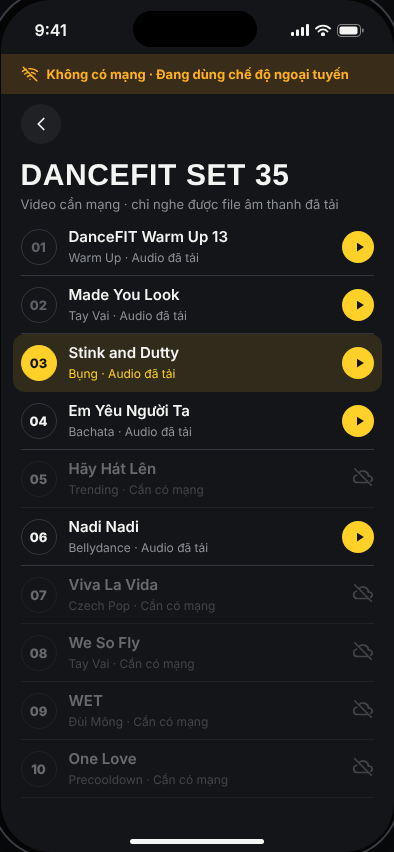 9:41
Không có mạng · Đang dùng chế độ ngoại tuyến
DANCEFIT SET 35
Video cần mạng · chỉ nghe được file âm thanh đã tải
01
DanceFIT Warm Up 13
Warm Up · Audio đã tải
02
Made You Look
Tay Vai · Audio đã tải
03
Stink and Dutty
Bụng · Audio đã tải
04
Em Yêu Người Ta
Bachata · Audio đã tải
05
Hãy Hát Lên
Trending · Cần có mạng
06
Nadi Nadi
Bellydance · Audio đã tải
07
Viva La Vida
Czech Pop · Cần có mạng
08
We So Fly
Tay Vai · Cần có mạng
09
WET
Đùi Mông · Cần có mạng
10
One Love
Precooldown · Cần có mạng